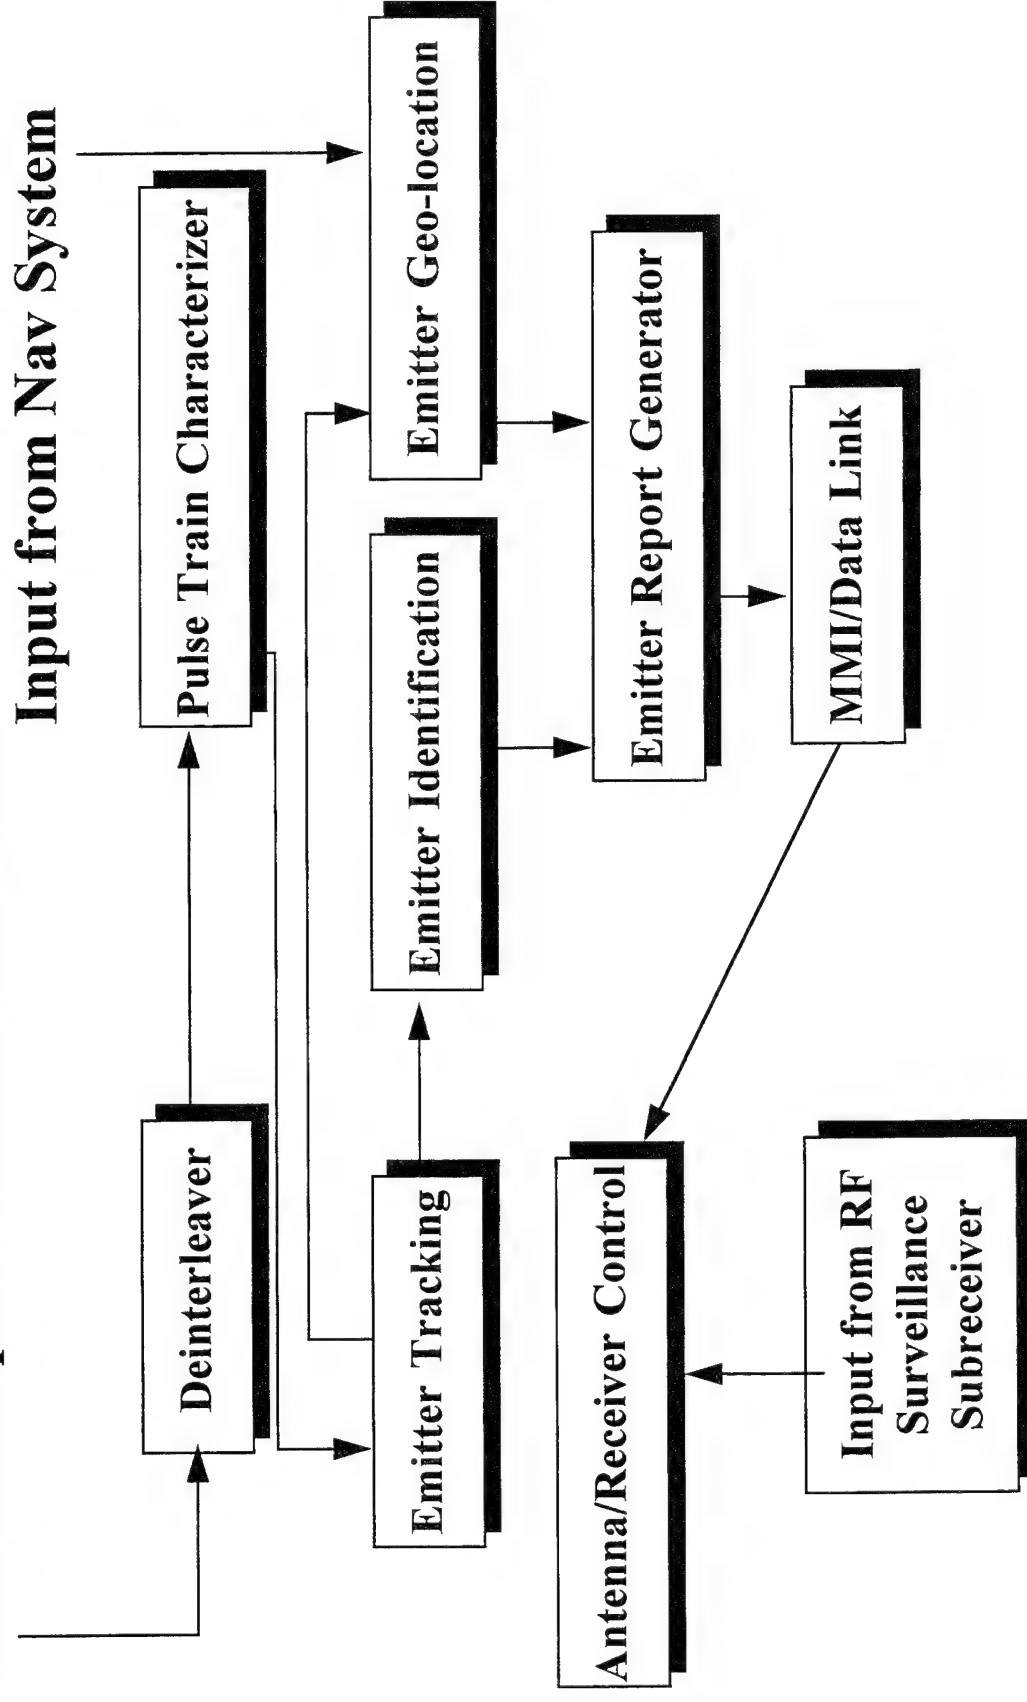 Input from Nav System
Deinterleaver
Pulse Train Characterizer
Emitter Tracking
Emitter Identification
Emitter Geo-location
Antenna/Receiver Control
Emitter Report Generator
Input from RF
Surveillance
Subreceiver
MMI/Data Link